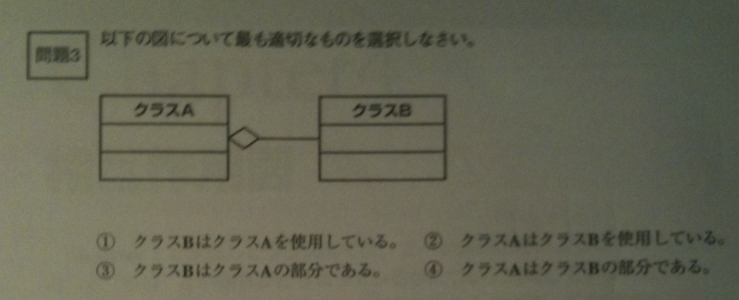 問題3
以下の図について最も適切なものを選択しなさい。
クラスA
クラスB
① クラスBはクラスAを使用している。 ② クラスAはクラスBを使用している。
③ クラスBはクラスAの部分である。 ④ クラスAはクラスBの部分である。